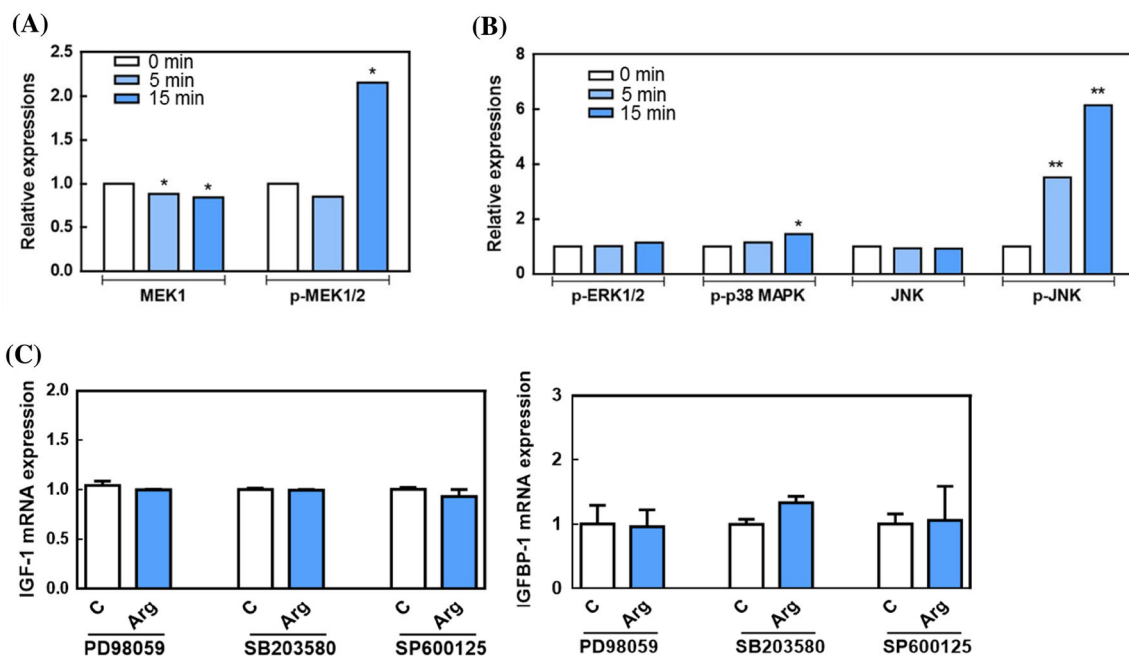 (A)
Relative expressions
2.5
2.0
1.5
1.0
0.5
0.0
0 min
5 min
15 min
*
*
*
MEK1
p-MEK1/2
(B)
Relative expressions
8
6
4
2
0
0 min
5 min
15 min
*
**
**
p-ERK1/2
p-p38 MAPK
JNK
p-JNK
(C)
IGF-1 mRNA expression
2.0
1.5
1.0
0.5
0.0
C
Arg
C
Arg
C
Arg
PD98059
SB203580
SP600125
IGFBP-1 mRNA expression
3
2
1
0
C
Arg
C
Arg
C
Arg
PD98059
SB203580
SP600125